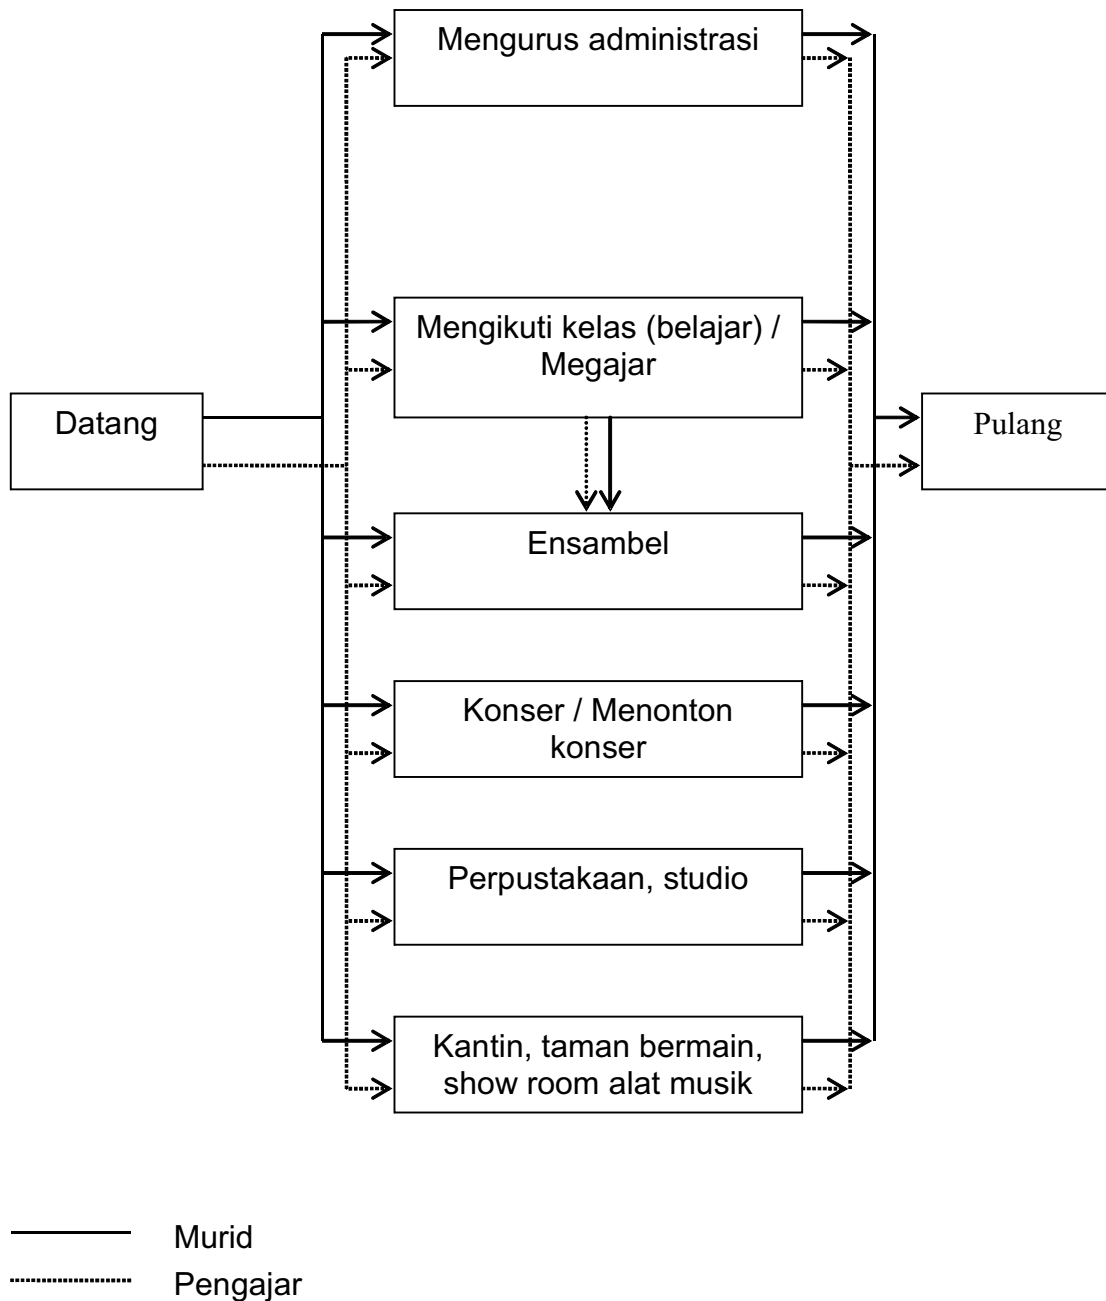 Mengurus administrasi
Mengikuti kelas (belajar) /
Megajar
Datang
Pulang
Ensambel
Konser / Menonton
konser
Perpustakaan, studio
Kantin, taman bermain,
show room alat musik
Murid
Pengajar